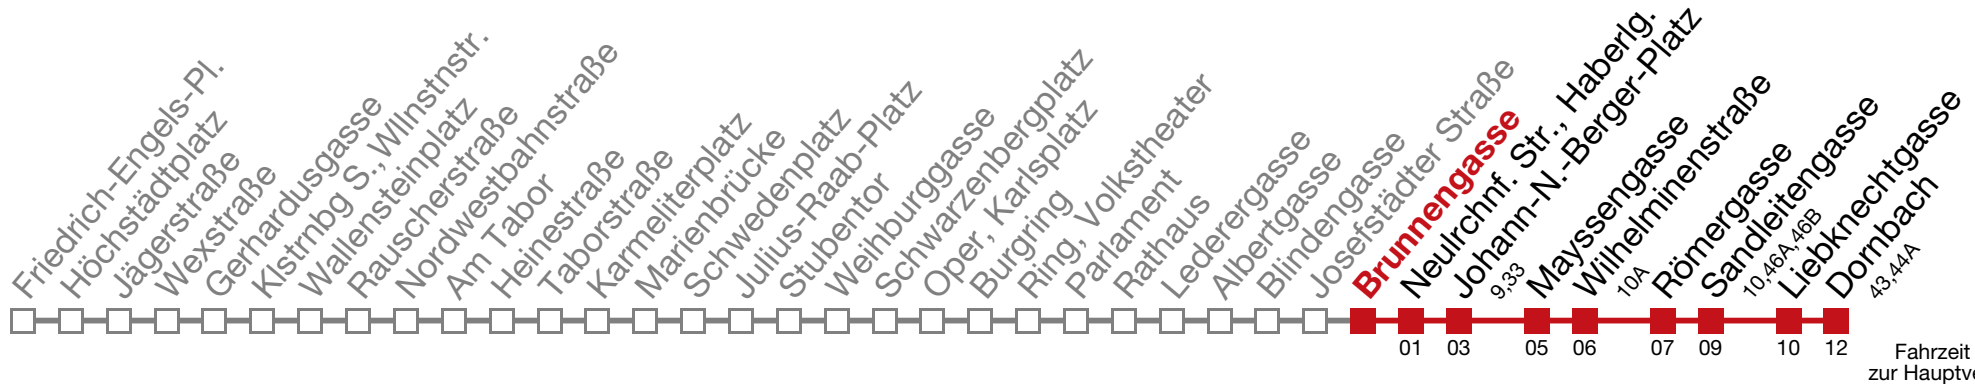 Friedrich-Engels-Pl.
Höchstädtplatz
Jägerstraße
Wexstraße
Gerhardusgasse
Klstrnbg S., Wllnstnstr.
Wallensteinplatz
Rauscherstraße
Nordwestbahnstraße
Am Tabor
Heinestraße
Taborstraße
Karmeliterplatz
Marienbrücke
Schwedenplatz
Julius-Raab-Platz
Stubentor
Weihburggasse
Schwarzenbergplatz
Oper, Karlsplatz
Burgring
Ring, Volkstheater
Parlament
Rathaus
Lederergasse
Albertgasse
Blindengasse
Josefstädter Straße
Brunnengasse
Neulrchnf. Str., Haberlg.
Johann-N.-Berger-Platz
9,33
Mayssengasse
Wilhelminenstraße
10A
Römergasse
Sandleitengasse
10,46A,46B
Liebknechtgasse
Dornbach
43,44A
01 03 05 06 07 09 10 12
Fahrzeit
zur Hauptve